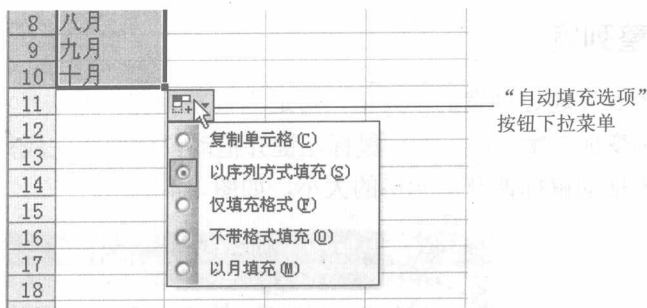 8 八月
9 九月
10 十月
11
12
13
14
15
16
17
18
复制单元格(C)
以序列方式填充(S)
仅填充格式(F)
不带格式填充(O)
以月填充(M)
“自动填充选项”
按钮下拉菜单